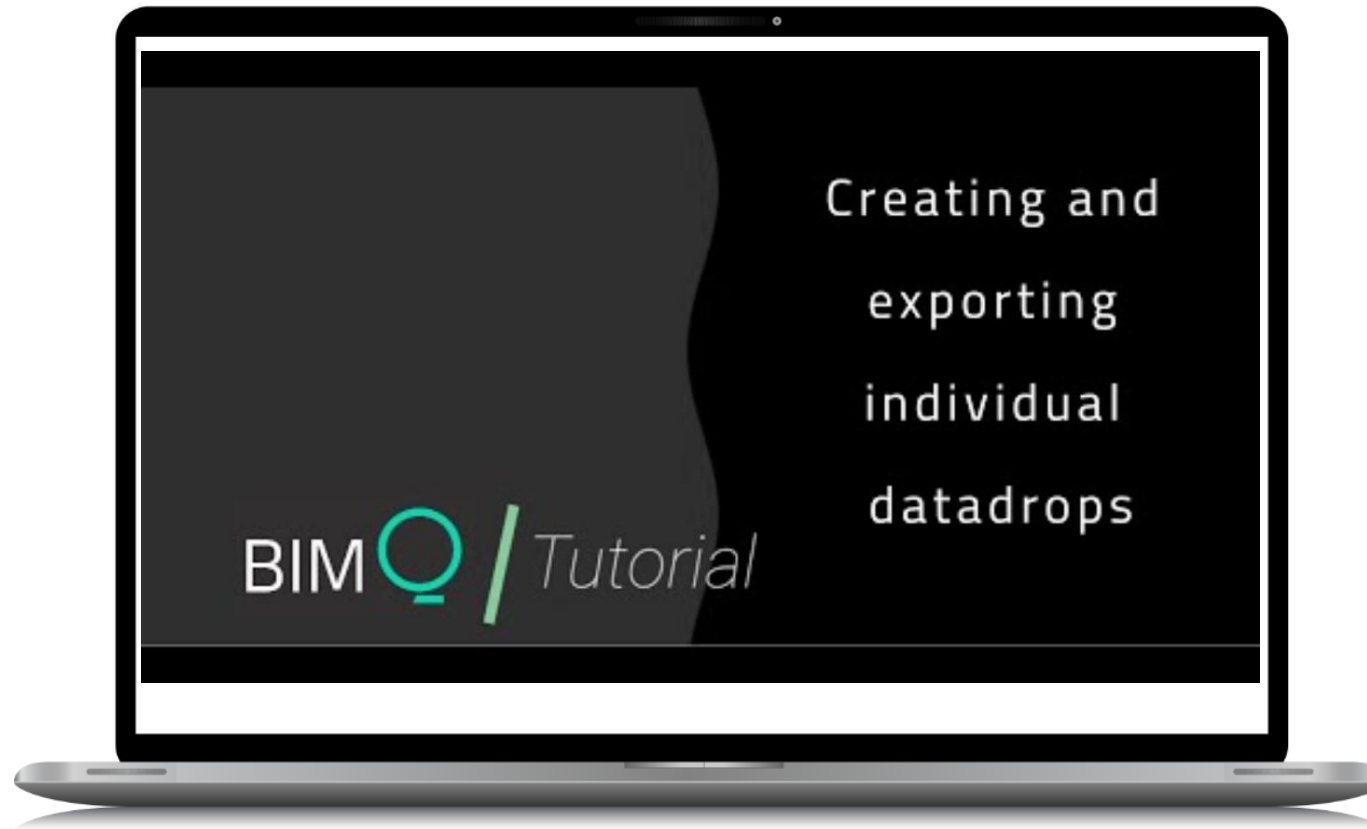 Creating and
exporting
individual
datadrops
BIMQ / Tutorial